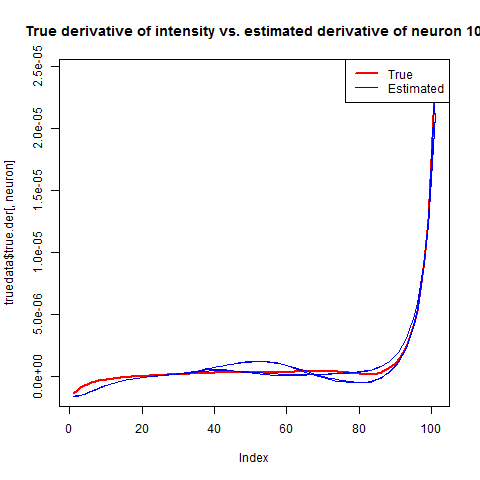 True derivative of intensity vs. estimated derivative of neuron 10
True
Estimated
truedata$true.der[, neuron]
0.0e+00
5.0e-06
1.0e-05
1.5e-05
2.0e-05
2.5e-05
0
20
40
60
80
100
Index